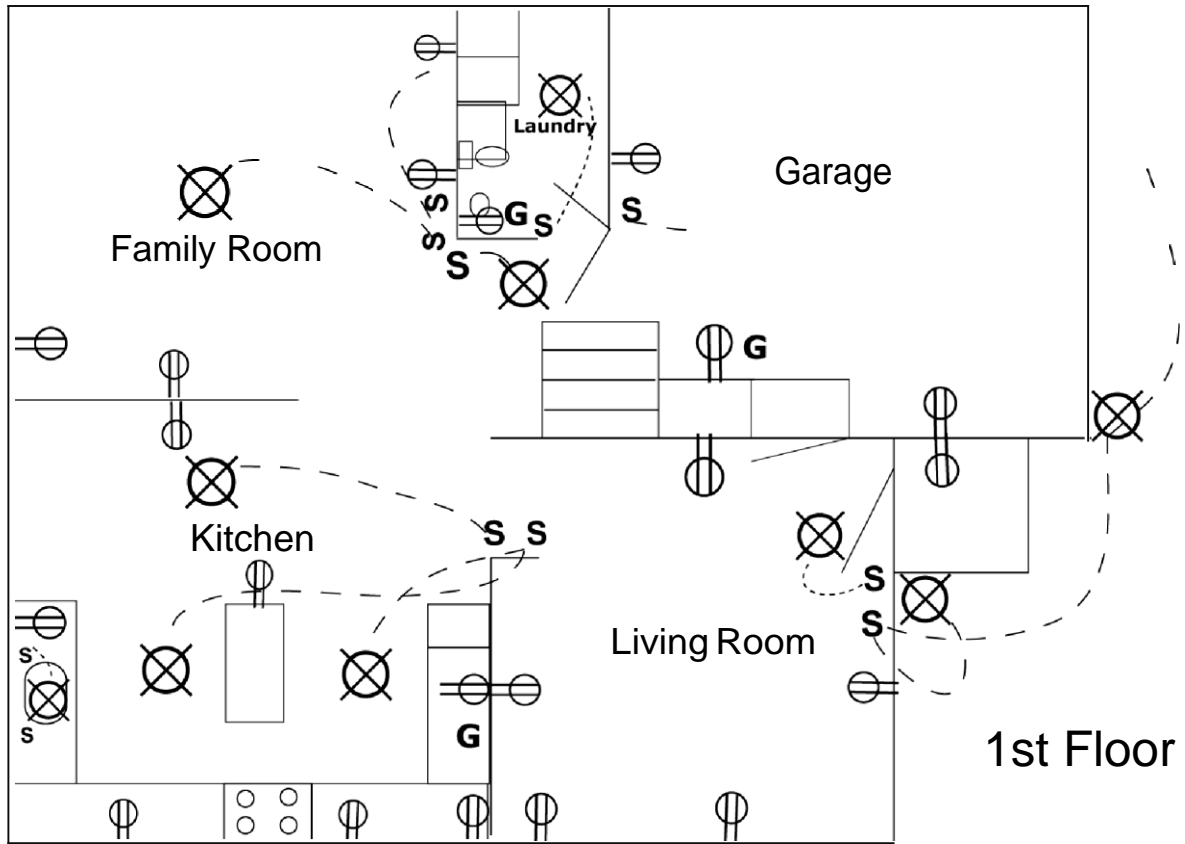 Laundry
Garage
S
G S
S
S
Family Room
S
G
S S
Kitchen
S
Living Room
S
S
S
G
1st Floor